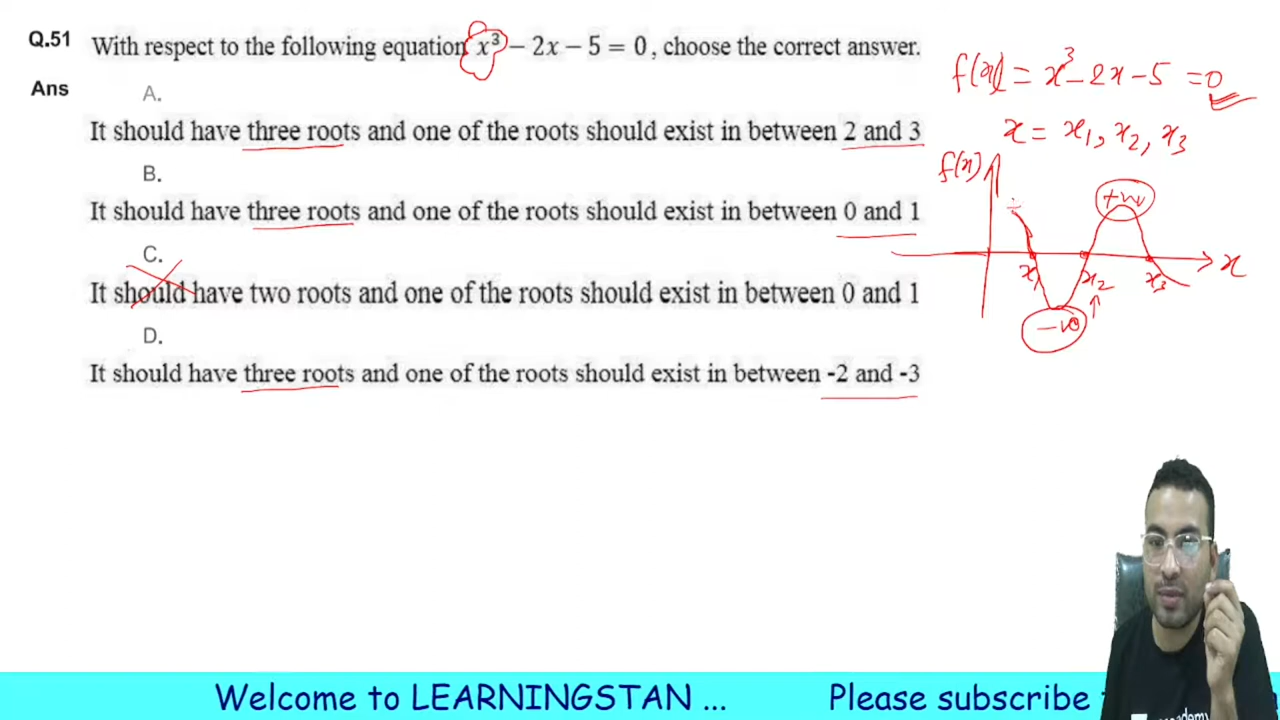 Q.51 With respect to the following equation x³ − 2x − 5 = 0, choose the correct answer.
Ans
A.
It should have three roots and one of the roots should exist in between 2 and 3
B.
It should have three roots and one of the roots should exist in between 0 and 1
C.
It should have two roots and one of the roots should exist in between 0 and 1
D.
It should have three roots and one of the roots should exist in between -2 and -3
f(x) = x³ − 2x − 5 = 0
x = x₁, x₂, x₃
f(x)
+ve
x₁ x₂ x₃ x
−ve
Welcome to LEARNINGSTAN ... Please subscribe